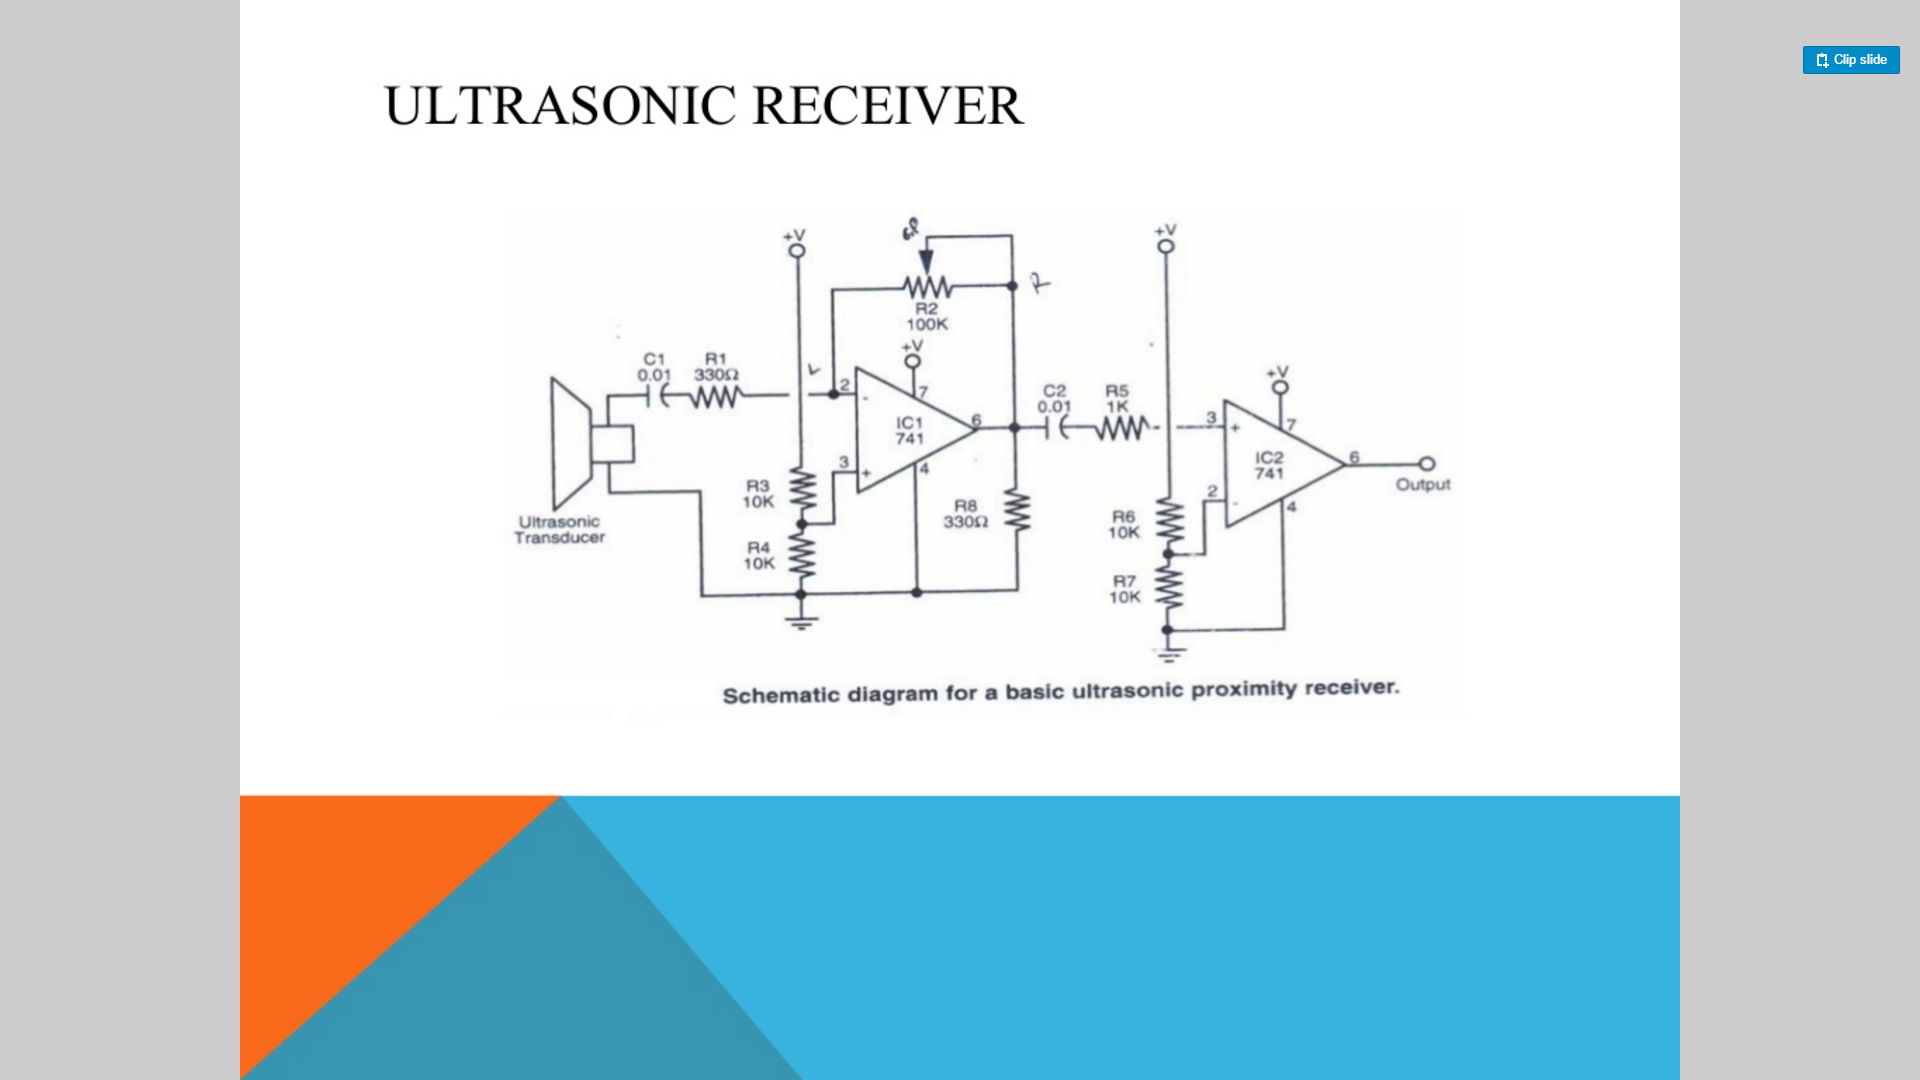 Clip slide
ULTRASONIC RECEIVER
+V
+V
R2
100K
+V
C1
0.01
R1
330Ω
2
-
7
IC1
741
6
3
+
4
C2
0.01
R5
1K
+V
3
+
7
IC2
741
6
Output
2
-
4
R3
10K
R8
330Ω
R4
10K
R6
10K
R7
10K
Ultrasonic
Transducer
Schematic diagram for a basic ultrasonic proximity receiver.